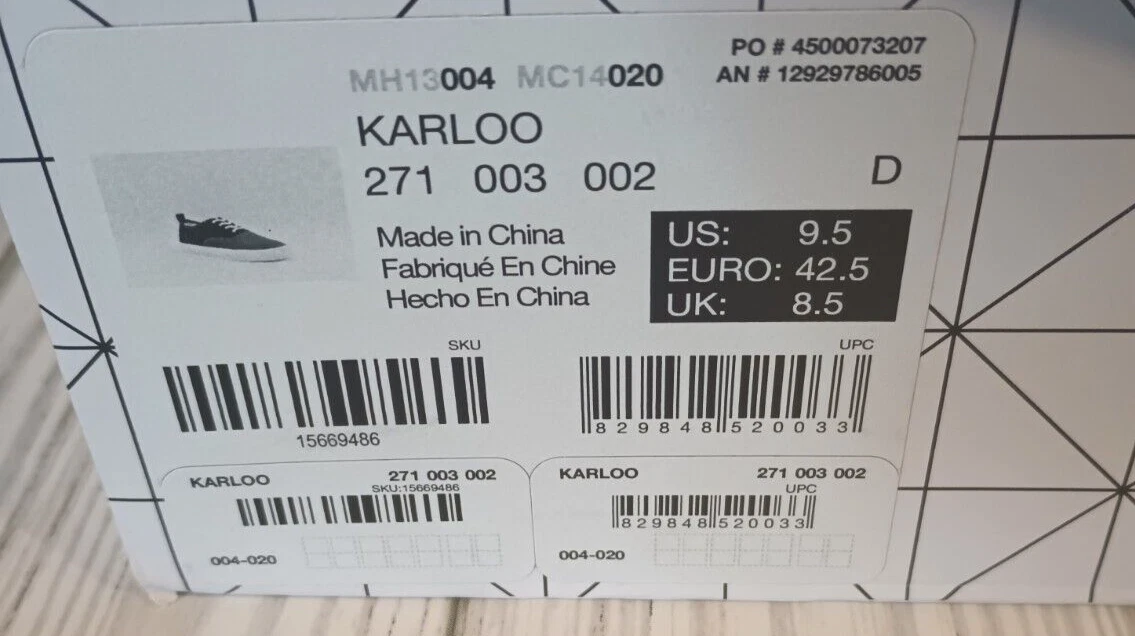 PO # 4500073207
MH13004 MC14020 AN # 12929786005
KARLOO
271 003 002 D
Made in China
Fabriqué En Chine
Hecho En China
US: 9.5
EURO: 42.5
UK: 8.5
SKU
15669486
UPC
829848520033
KARLOO 271 003 002
SKU:15669486
004-020
KARLOO 271 003 002
UPC
829848520033
004-020